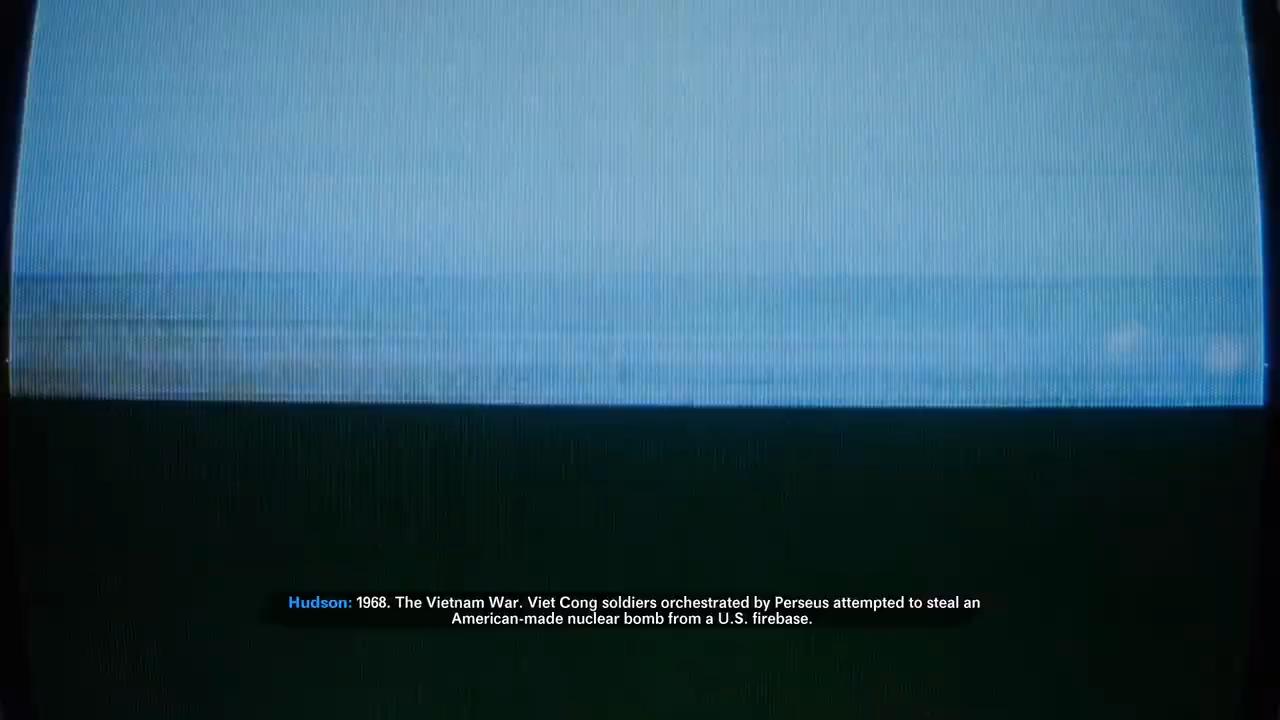 Hudson: 1968. The Vietnam War. Viet Cong soldiers orchestrated by Perseus attempted to steal an
American-made nuclear bomb from a U.S. firebase.